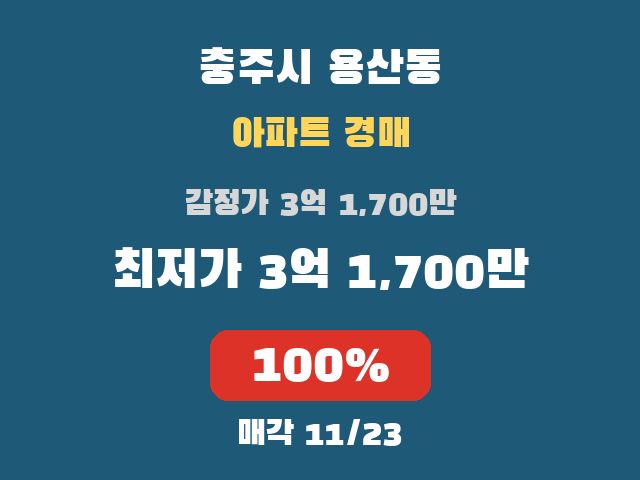 충주시 용산동
아파트 경매
감정가 3억 1,700만
최저가 3억 1,700만
100%
매각 11/23